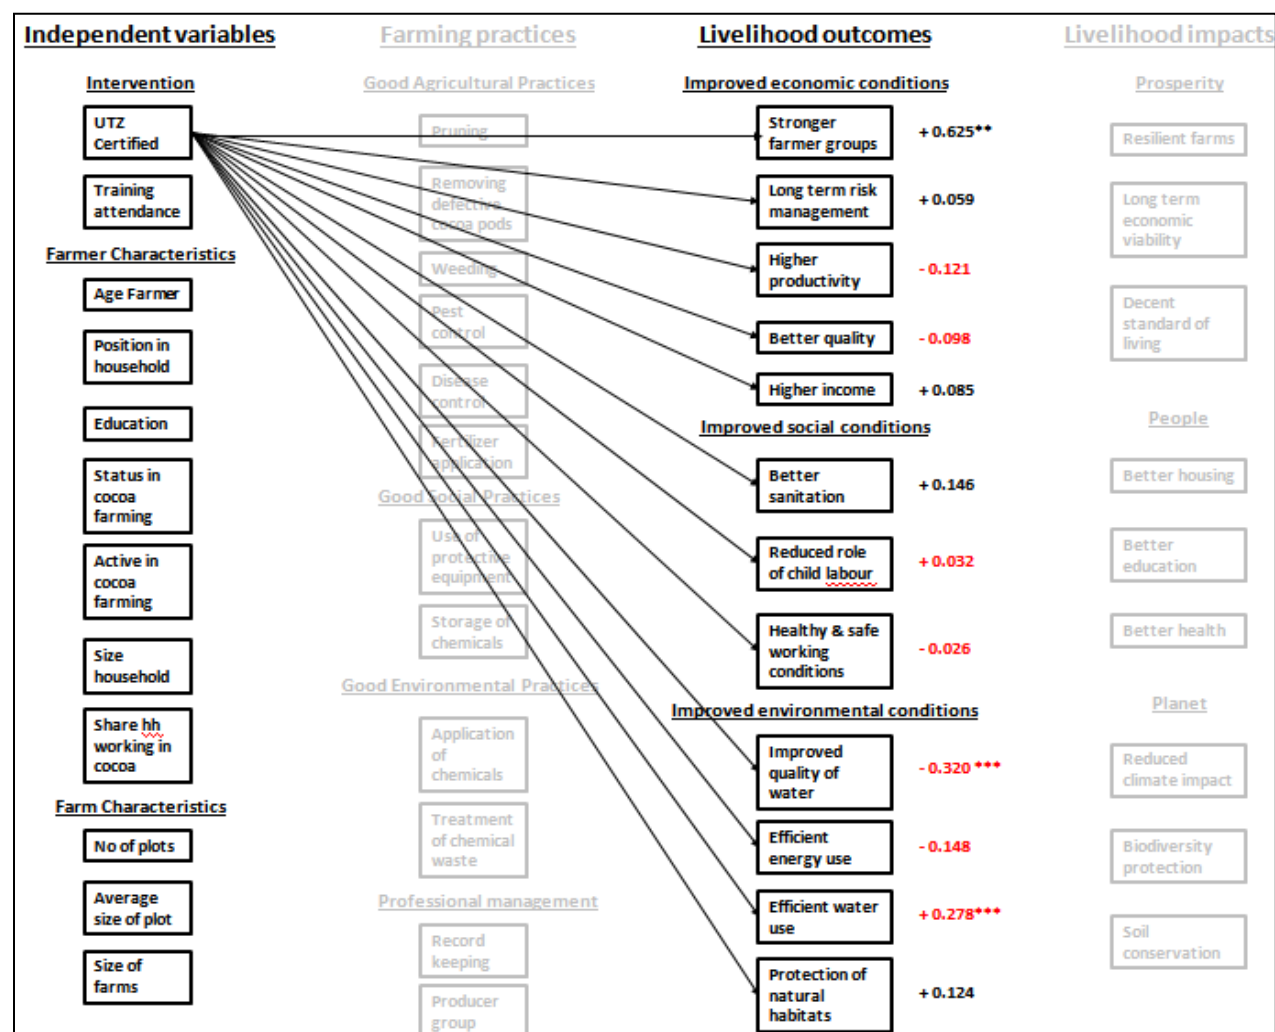 Independent variables
Intervention
UTZ
Certified
Training
attendance
Farmer Characteristics
Age Farmer
Position in
household
Education
Status in
cocoa
farming
Active in
cocoa
farming
Size
household
Share hh
working in
cocoa
Farm Characteristics
No of plots
Average
size of plot
Size of
farms
Farming practices
Good Agricultural Practices
Pruning
Removing
defective
cocoa pods
Weeding
Pest
control
Disease
control
Fertilizer
application
Good Social Practices
Use of
protective
equipment
Storage of
chemicals
Good Environmental Practices
Application
of
chemicals
Treatment
of chemical
waste
Professional management
Record
keeping
Producer
group
Livelihood outcomes
Improved economic conditions
Stronger
farmer groups
+ 0.625**
Long term risk
management
+ 0.059
Higher
productivity
- 0.121
Better quality
- 0.098
Higher income
+ 0.085
Improved social conditions
Better
sanitation
+ 0.146
Reduced role
of child labour
+ 0.032
Healthy & safe
working
conditions
- 0.026
Improved environmental conditions
Improved
quality of
water
- 0.320 ***
Efficient
energy use
- 0.148
Efficient water
use
+ 0.278***
Protection of
natural
habitats
+ 0.124
Livelihood impacts
Prosperity
Resilient farms
Long term
economic
viability
Decent
standard of
living
People
Better housing
Better
education
Better health
Planet
Reduced
climate impact
Biodiversity
protection
Soil
conservation